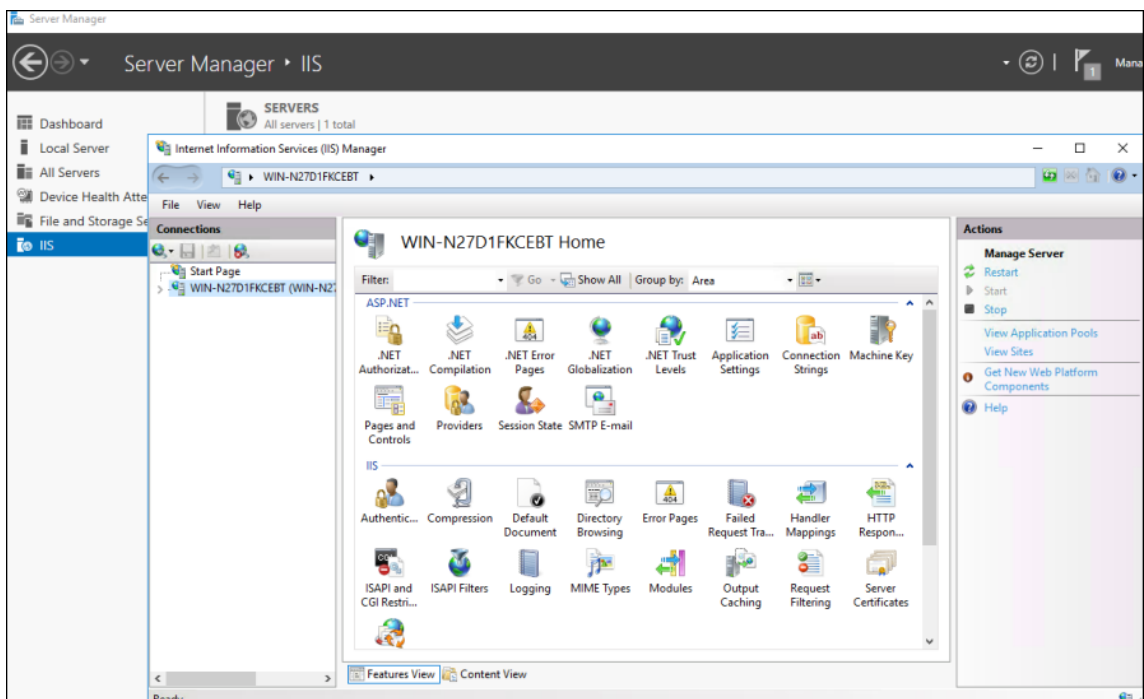 Server Manager
Server Manager ‣ IIS
1
Mana
Dashboard
Local Server
All Servers
Device Health Atte
File and Storage Se
IIS
SERVERS
All servers | 1 total
Internet Information Services (IIS) Manager
WIN-N27D1FKCEBT
File View Help
Connections
Start Page
WIN-N27D1FKCEBT (WIN-N27
WIN-N27D1FKCEBT Home
Filter: Go Show All Group by: Area
ASP.NET
.NET Authorizat...
.NET Compilation
.NET Error Pages
.NET Globalization
.NET Trust Levels
Application Settings
Connection Strings
Machine Key
Pages and Controls
Providers
Session State
SMTP E-mail
IIS
Authentic...
Compression
Default Document
Directory Browsing
Error Pages
Failed Request Tra...
Handler Mappings
HTTP Respon...
ISAPI and CGI Restri...
ISAPI Filters
Logging
MIME Types
Modules
Output Caching
Request Filtering
Server Certificates
Features View Content View
Actions
Manage Server
Restart
Start
Stop
View Application Pools
View Sites
Get New Web Platform
Components
Help
Ready